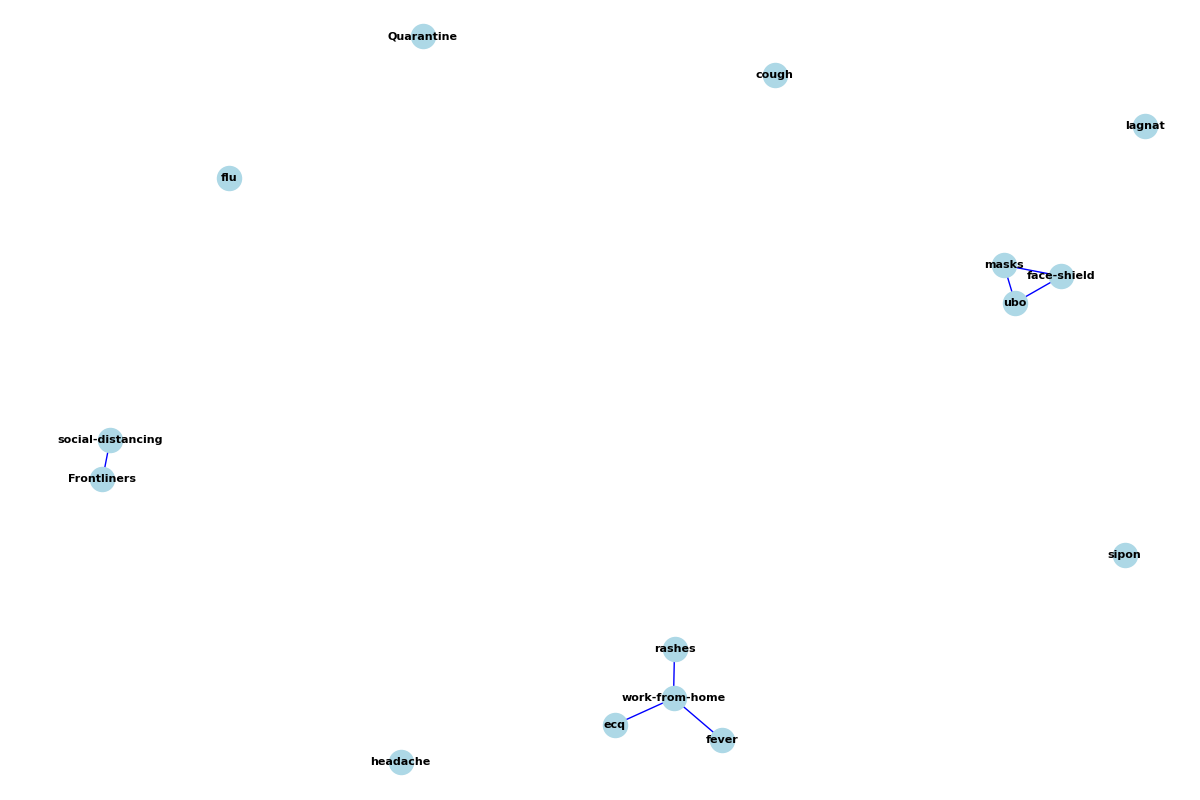 Quarantine
cough
lagnat
flu
masks
face-shield
ubo
social-distancing
Frontliners
sipon
rashes
work-from-home
ecq
fever
headache